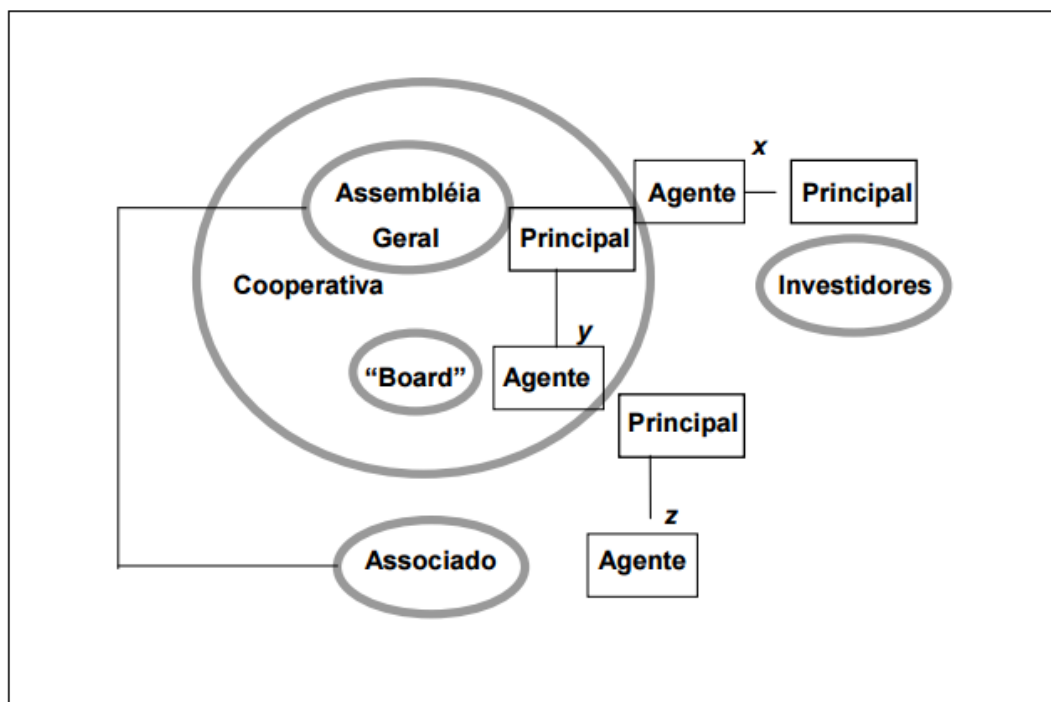 x
Assembléia
Agente
Principal
Geral
Principal
Cooperativa
Investidores
y
“Board”
Agente
Principal
z
Associado
Agente